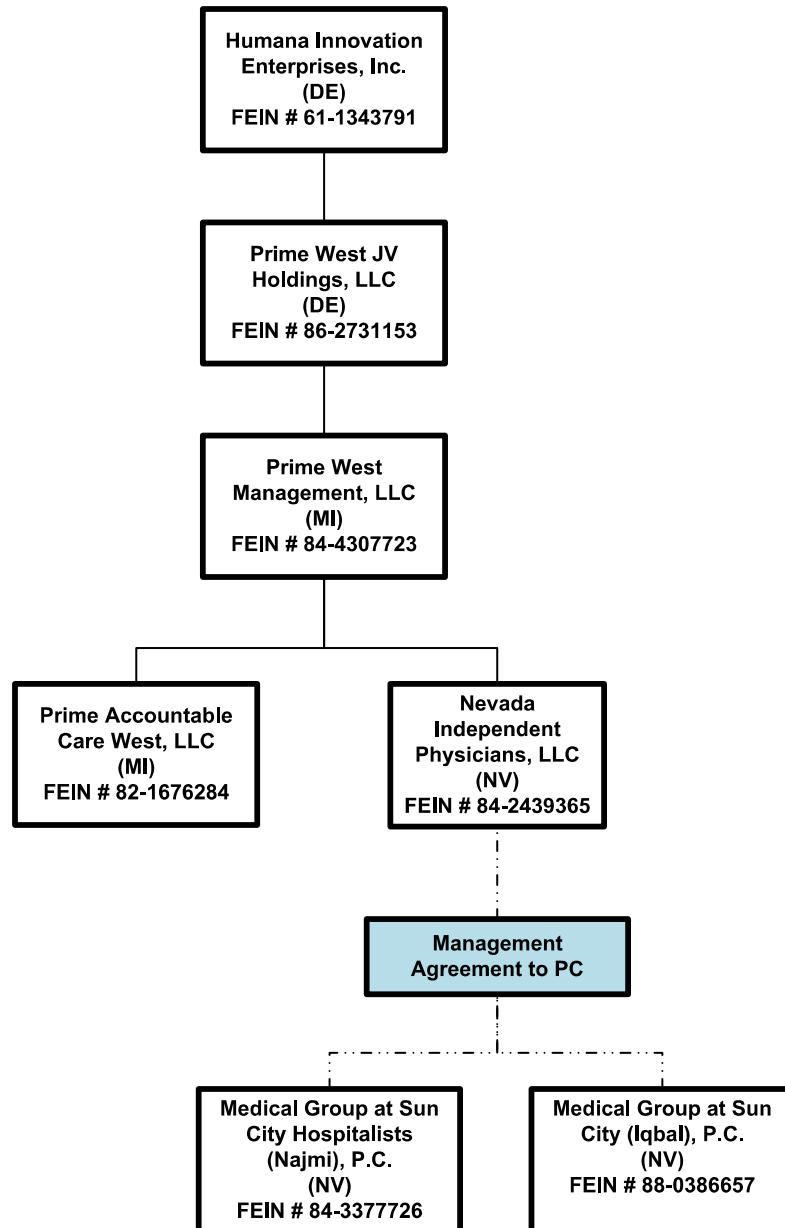 Humana Innovation
Enterprises, Inc.
(DE)
FEIN # 61-1343791
Prime West JV
Holdings, LLC
(DE)
FEIN # 86-2731153
Prime West
Management, LLC
(MI)
FEIN # 84-4307723
Prime Accountable
Care West, LLC
(MI)
FEIN # 82-1676284
Nevada
Independent
Physicians, LLC
(NV)
FEIN # 84-2439365
Management
Agreement to PC
Medical Group at Sun
City Hospitalists
(Najmi), P.C.
(NV)
FEIN # 84-3377726
Medical Group at Sun
City (Iqbal), P.C.
(NV)
FEIN # 88-0386657